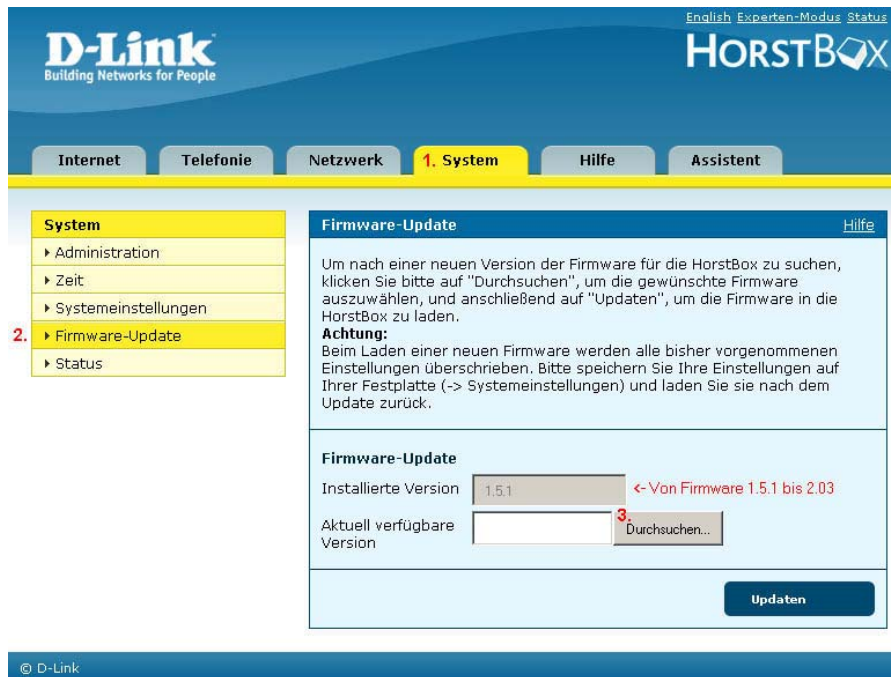 English Experten-Modus Status
D-Link
Building Networks for People
HORSTBOX
Internet Telefonie Netzwerk 1. System Hilfe Assistent
System
Administration
Zeit
Systemeinstellungen
2. Firmware-Update
Status
Firmware-Update Hilfe
Um nach einer neuen Version der Firmware für die HorstBox zu suchen,
klicken Sie bitte auf "Durchsuchen", um die gewünschte Firmware
auszuwählen, und anschließend auf "Updaten", um die Firmware in die
HorstBox zu laden.
Achtung:
Beim Laden einer neuen Firmware werden alle bisher vorgenommenen
Einstellungen überschrieben. Bitte speichern Sie Ihre Einstellungen auf
Ihrer Festplatte (-> Systemeinstellungen) und laden Sie sie nach dem
Update zurück.
Firmware-Update
Installierte Version 1.5.1 <- Von Firmware 1.5.1 bis 2.03
Aktuell verfügbare
Version
3. Durchsuchen...
Updaten
© D-Link